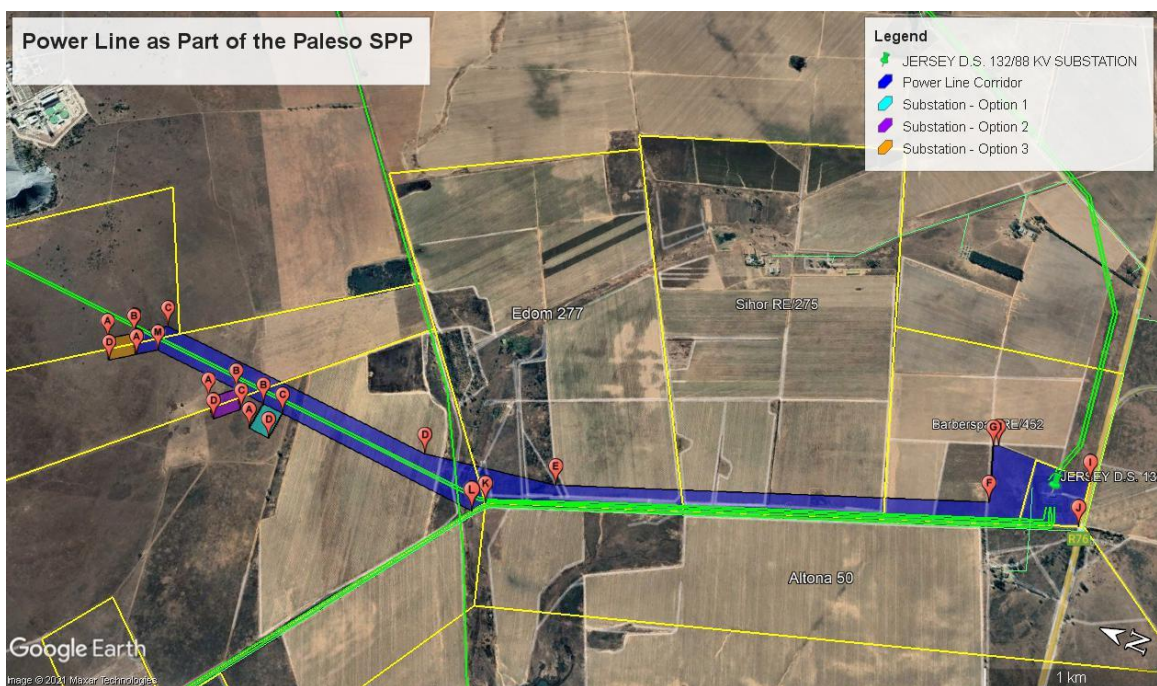 Power Line as Part of the Paleso SPP
Legend
JERSEY D.S. 132/88 KV SUBSTATION
Power Line Corridor
Substation - Option 1
Substation - Option 2
Substation - Option 3
Edom 277
Sihor RE/275
A
B
C
D
A
M
A
B
C
B
C
D
A
D
D
E
L
K
G
RE/452
I
F
JERSEY D.S. 13
J
R76
Altona 50
Google Earth
Image © 2021 Maxar Technologies
N
1 km